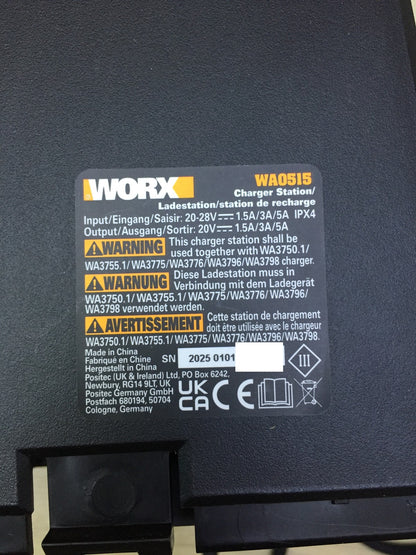 WORX
WA0515
Charger Station/
Ladestation/station de recharge
Input/Eingang/Saisir: 20-28V⎓ 1.5A/3A/5A IPX4
Output/Ausgang/Sortir: 20V⎓ 1.5A/3A/5A
WARNING This charger station shall be
used together with WA3750.1/
WA3755.1/ WA3775/WA3776/WA3796/WA3798 charger.
WARNUNG Diese Ladestation muss in
Verbindung mit dem Ladegerät
WA3750.1/ WA3755.1/ WA3775/WA3776/ WA3796/
WA3798 verwendet werden.
AVERTISSEMENT Cette station de chargement
doit être utilisée avec le chargeur
WA3750.1/ WA3755.1/ WA3775/ WA3776/WA3796/WA3798.
Made in China
Fabriqué en Chine
Hergestellt in China
SN 2025 0101
Positec (UK & Ireland) Ltd, PO Box 6242,
Newbury, RG14 9LT, UK
Positec Germany GmbH
Postfach 680194, 50704
Cologne, Germany
UK
CA CE
III